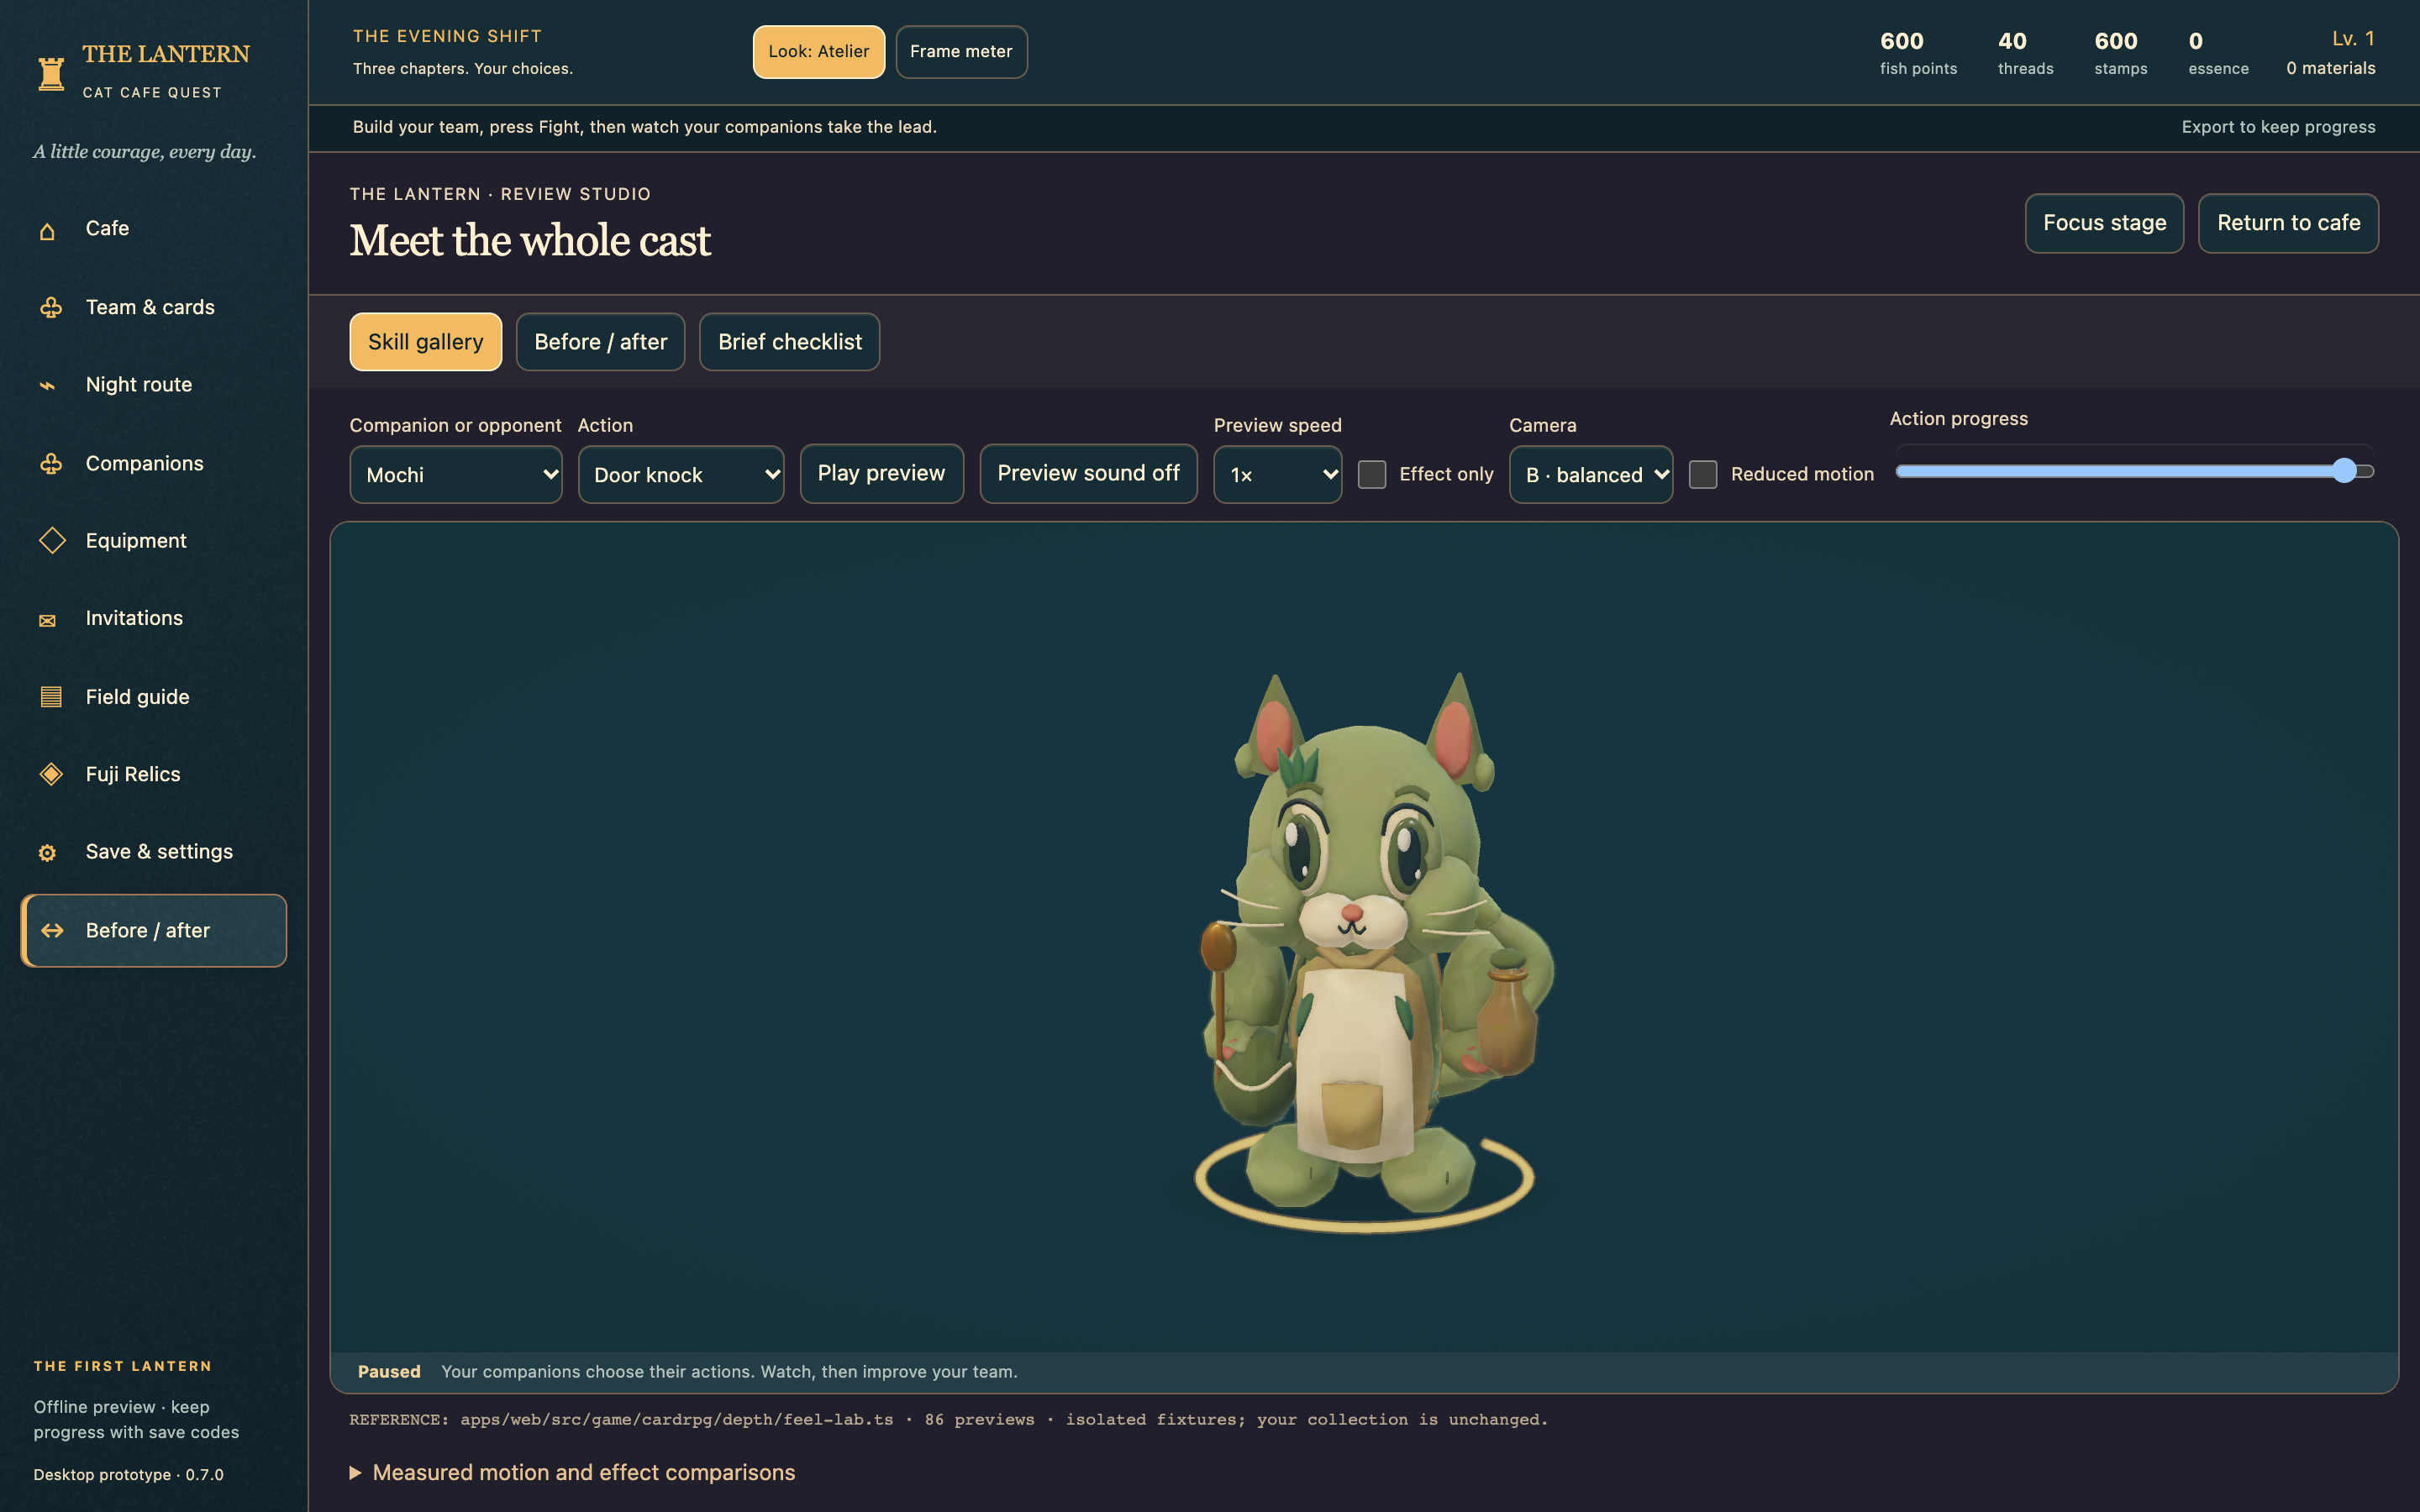 THE LANTERN
CAT CAFE QUEST
A little courage, every day.
Cafe
Team & cards
Night route
Companions
Equipment
Invitations
Field guide
Fuji Relics
Save & settings
Before / after
THE FIRST LANTERN
Offline preview · keep
progress with save codes
Desktop prototype · 0.7.0
THE EVENING SHIFT
Three chapters. Your choices.
Look: Atelier
Frame meter
600
fish points
40
threads
600
stamps
0
essence
Lv. 1
0 materials
Build your team, press Fight, then watch your companions take the lead.
Export to keep progress
THE LANTERN · REVIEW STUDIO
Meet the whole cast
Focus stage
Return to cafe
Skill gallery
Before / after
Brief checklist
Companion or opponent
Mochi
Action
Door knock
Play preview
Preview sound off
Preview speed
1×
Effect only
Camera
B · balanced
Reduced motion
Action progress
Paused
Your companions choose their actions. Watch, then improve your team.
REFERENCE: apps/web/src/game/cardrpg/depth/feel-lab.ts · 86 previews · isolated fixtures; your collection is unchanged.
Measured motion and effect comparisons